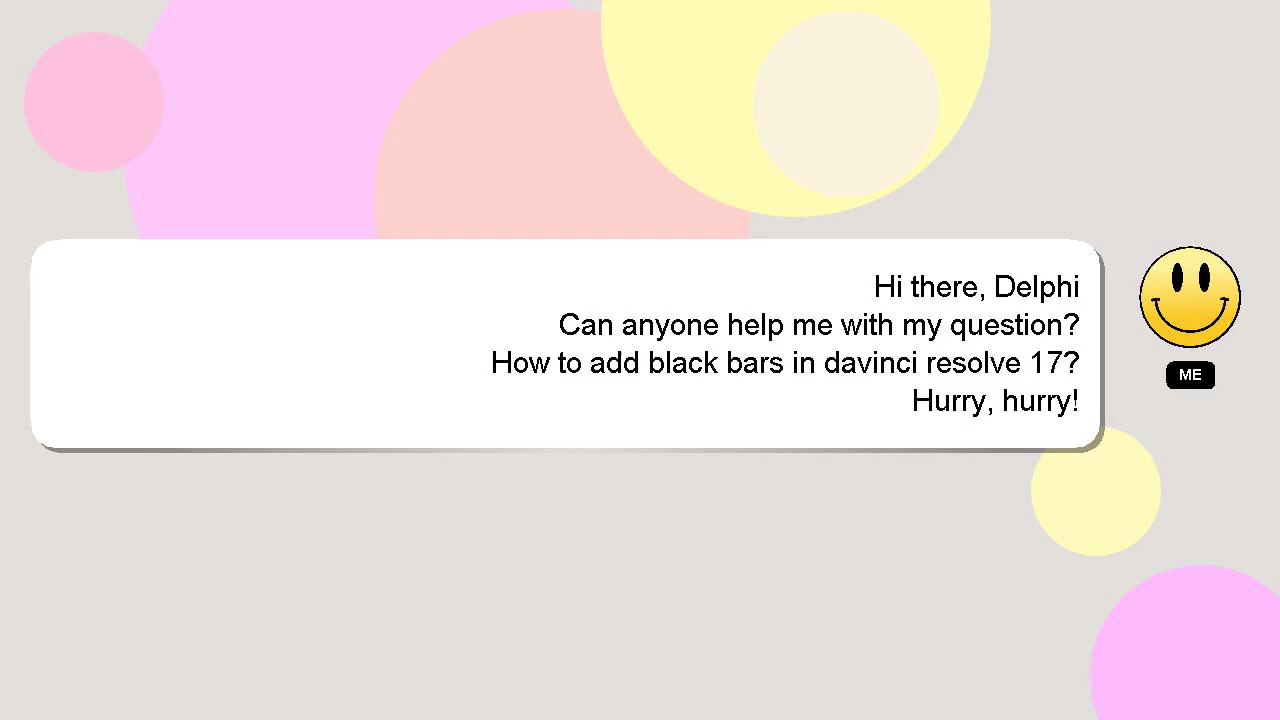 Hi there, Delphi
Can anyone help me with my question?
How to add black bars in davinci resolve 17?
Hurry, hurry!
ME